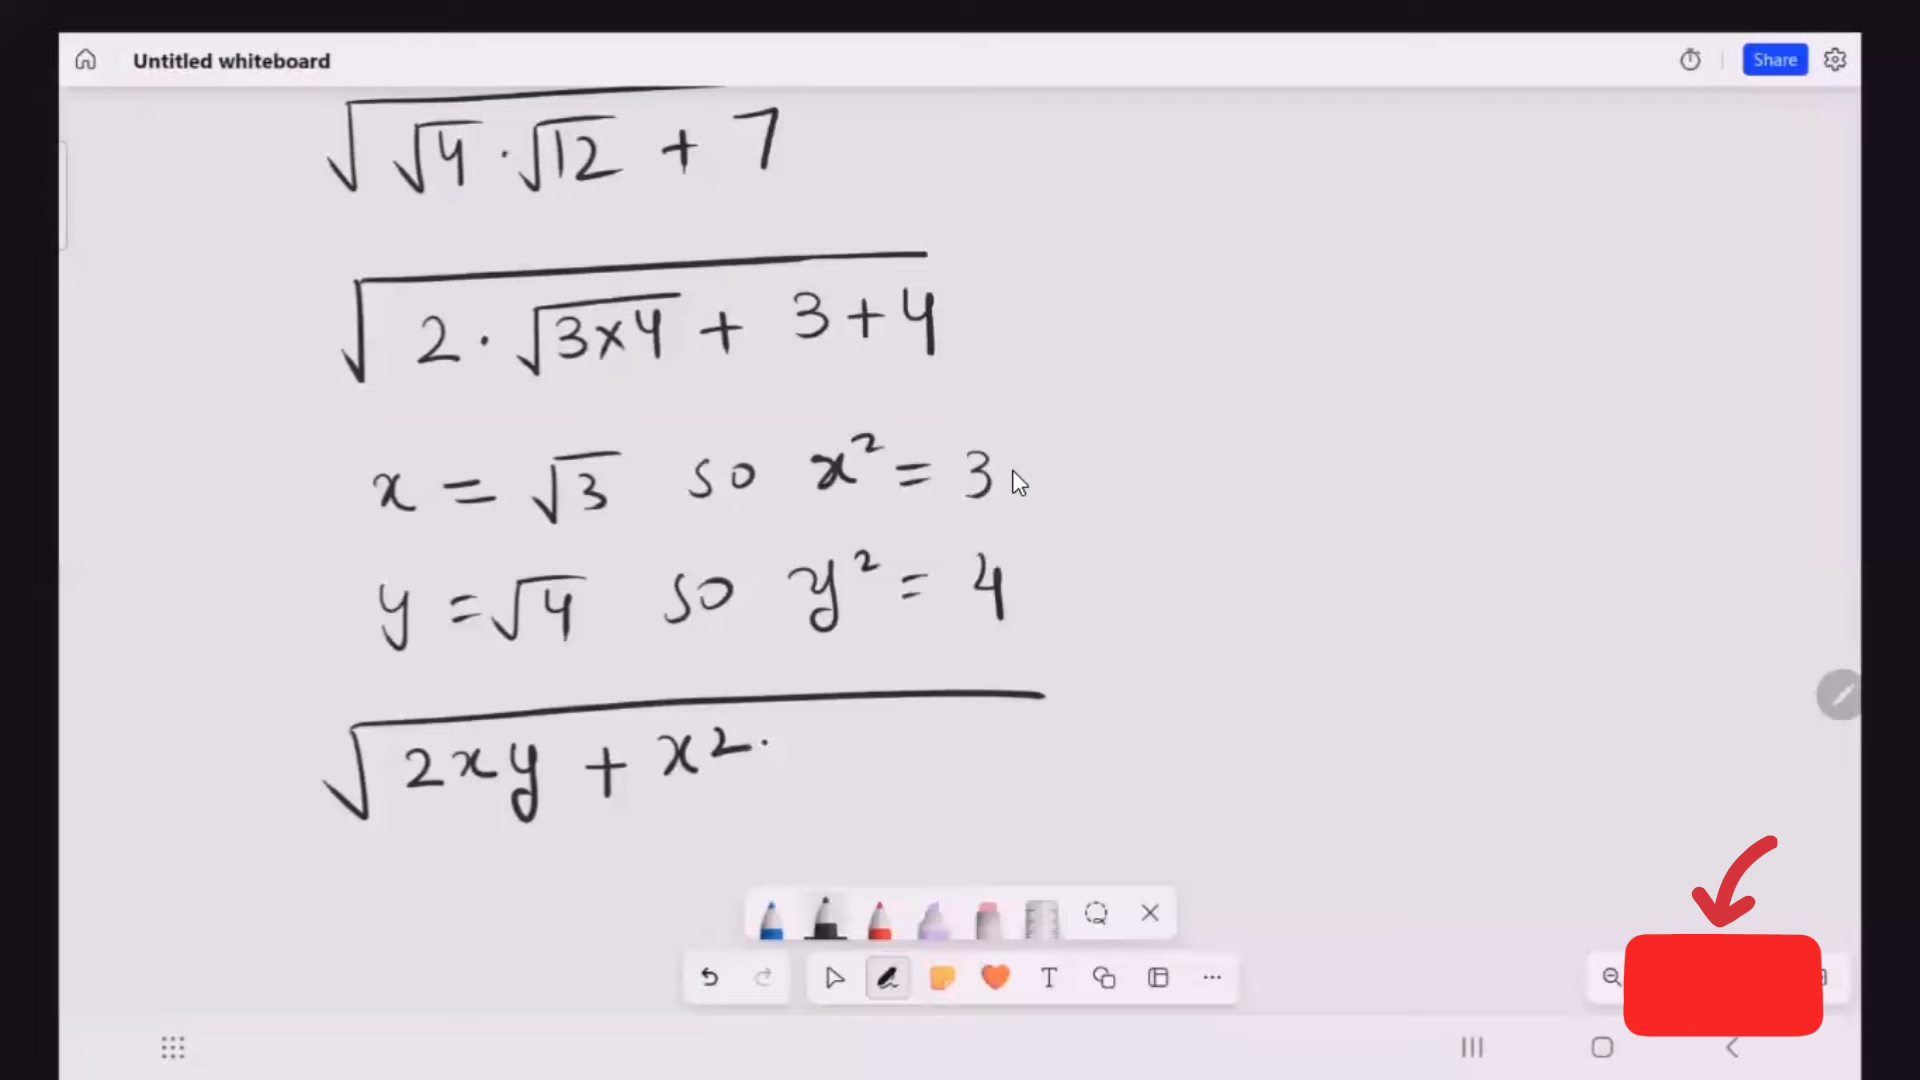 Untitled whiteboard
Share
√(√4 · √12 + 7)
√(2 · √(3×4) + 3+4)
x = √3 so x² = 3
y = √4 so y² = 4
√(2xy + x2 ·
T